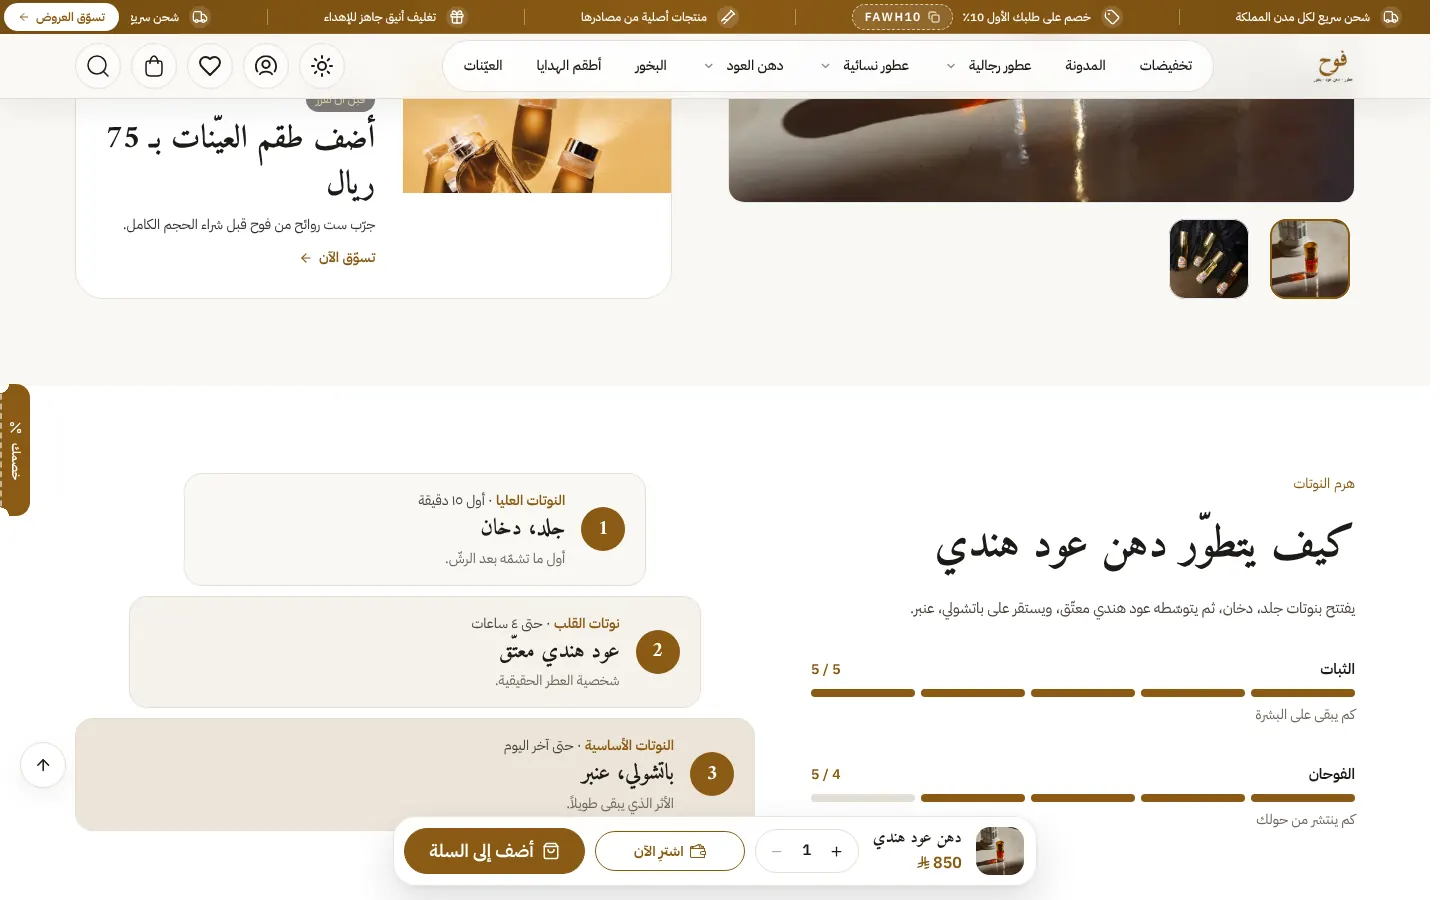 شحن سريع لكل مدن المملكة
خصم على طلبك الأول 10٪
FAWH10
منتجات أصلية من مصادرها
تغليف أنيق جاهز للإهداء
شحن سريع
تسوّق العروض
فوح
تخفيضات
المدونة
عطور رجالية
عطور نسائية
دهن العود
البخور
أطقم الهدايا
العيّنات
قبل أن تقرّر
أضف طقم العيّنات بـ 75
ريال
جرّب ست روائح من فوح قبل شراء الحجم الكامل.
تسوّق الآن
٪ خصمك
هرم النوتات
كيف يتطوّر دهن عود هندي
يفتتح بنوتات جلد، دخان، ثم يتوسّطه عود هندي معتّق، ويستقر على باتشولي، عنبر.
الثبات
5 / 5
كم يبقى على البشرة
الفوحان
5 / 4
كم ينتشر من حولك
1
النوتات العليا · أول ١٥ دقيقة
جلد، دخان
أول ما تشمّه بعد الرشّ.
2
نوتات القلب · حتى ٤ ساعات
عود هندي معتّق
شخصية العطر الحقيقية.
3
النوتات الأساسية · حتى آخر اليوم
باتشولي، عنبر
الأثر الذي يبقى طويلاً.
دهن عود هندي
850
+ 1 −
اشترِ الآن
أضف إلى السلة